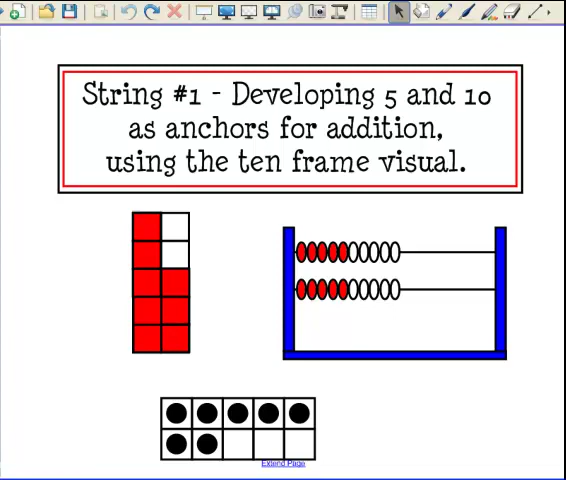 String #1 - Developing 5 and 10
as anchors for addition,
using the ten frame visual.
Extend Page